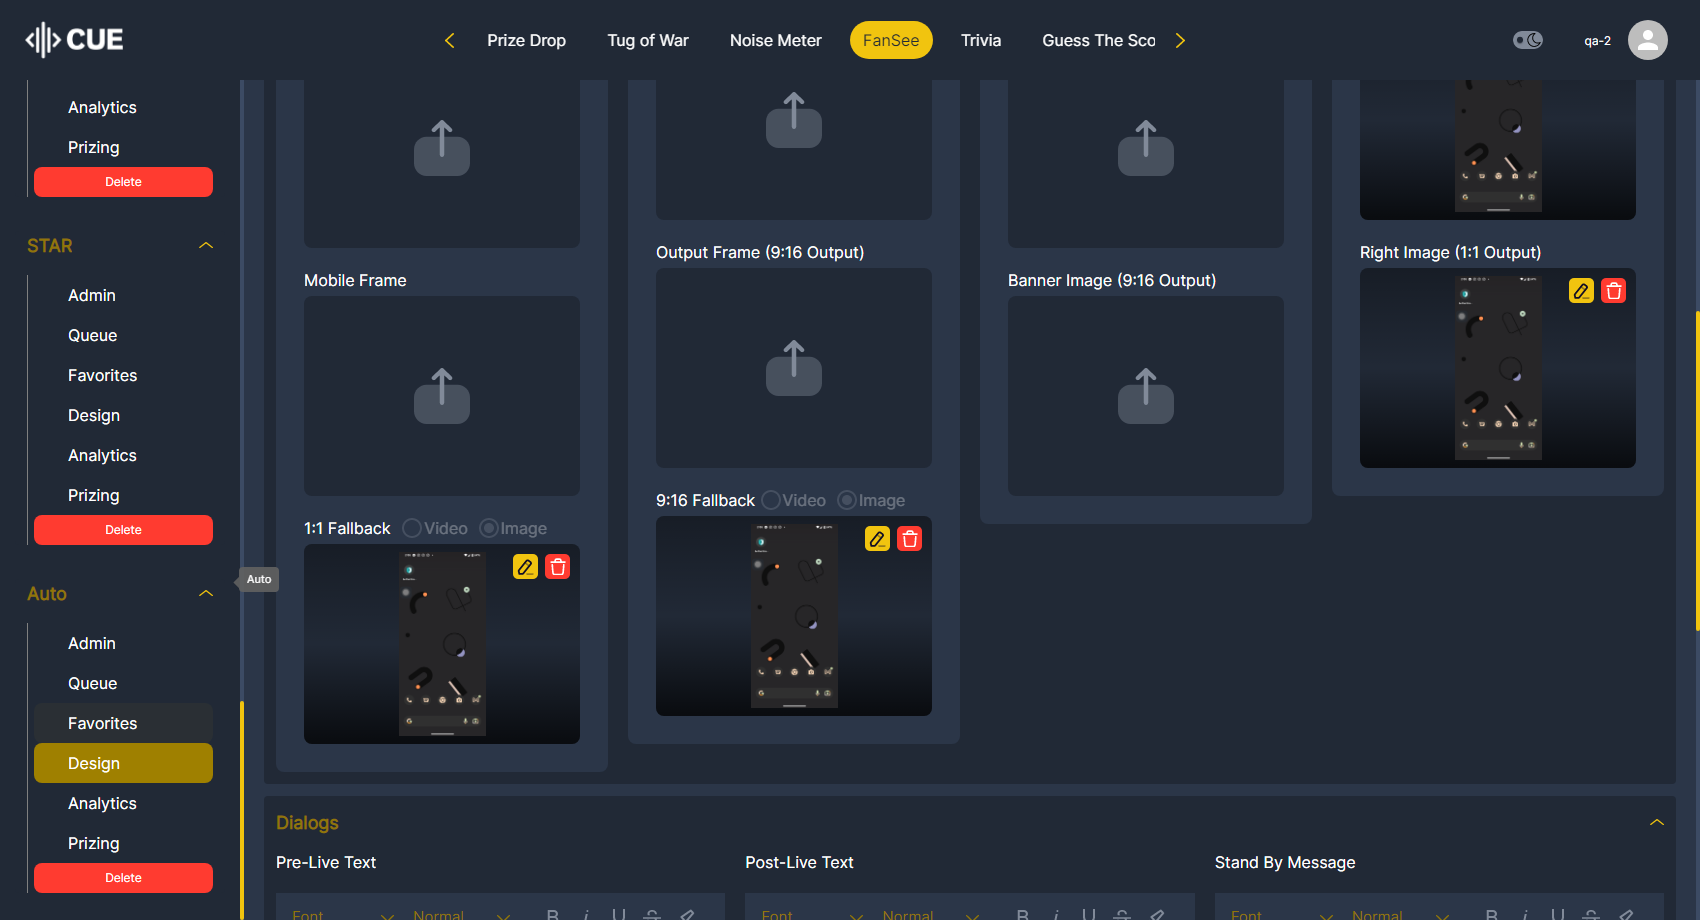 CUE
Prize Drop
Tug of War
Noise Meter
FanSee
Trivia
Guess The Sco
qa-2
Analytics
Prizing
Delete
STAR
Admin
Queue
Favorites
Design
Analytics
Prizing
Delete
Auto
Auto
Admin
Queue
Favorites
Design
Analytics
Prizing
Delete
Mobile Frame
1:1 Fallback Video Image
Output Frame (9:16 Output)
9:16 Fallback Video Image
Banner Image (9:16 Output)
Right Image (1:1 Output)
Dialogs
Pre-Live Text
Post-Live Text
Stand By Message
Font Normal B i U S
Font Normal B i U S
Font Normal B i U S